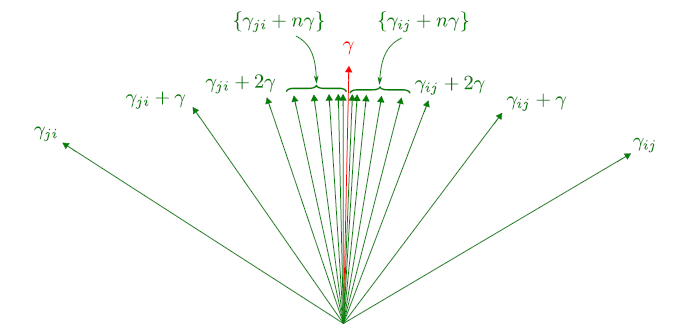 {γ_{ji} + nγ} {γ_{ij} + nγ}
γ
γ_{ji} + 2γ γ_{ij} + 2γ
γ_{ji} + γ γ_{ij} + γ
γ_{ji} γ_{ij}